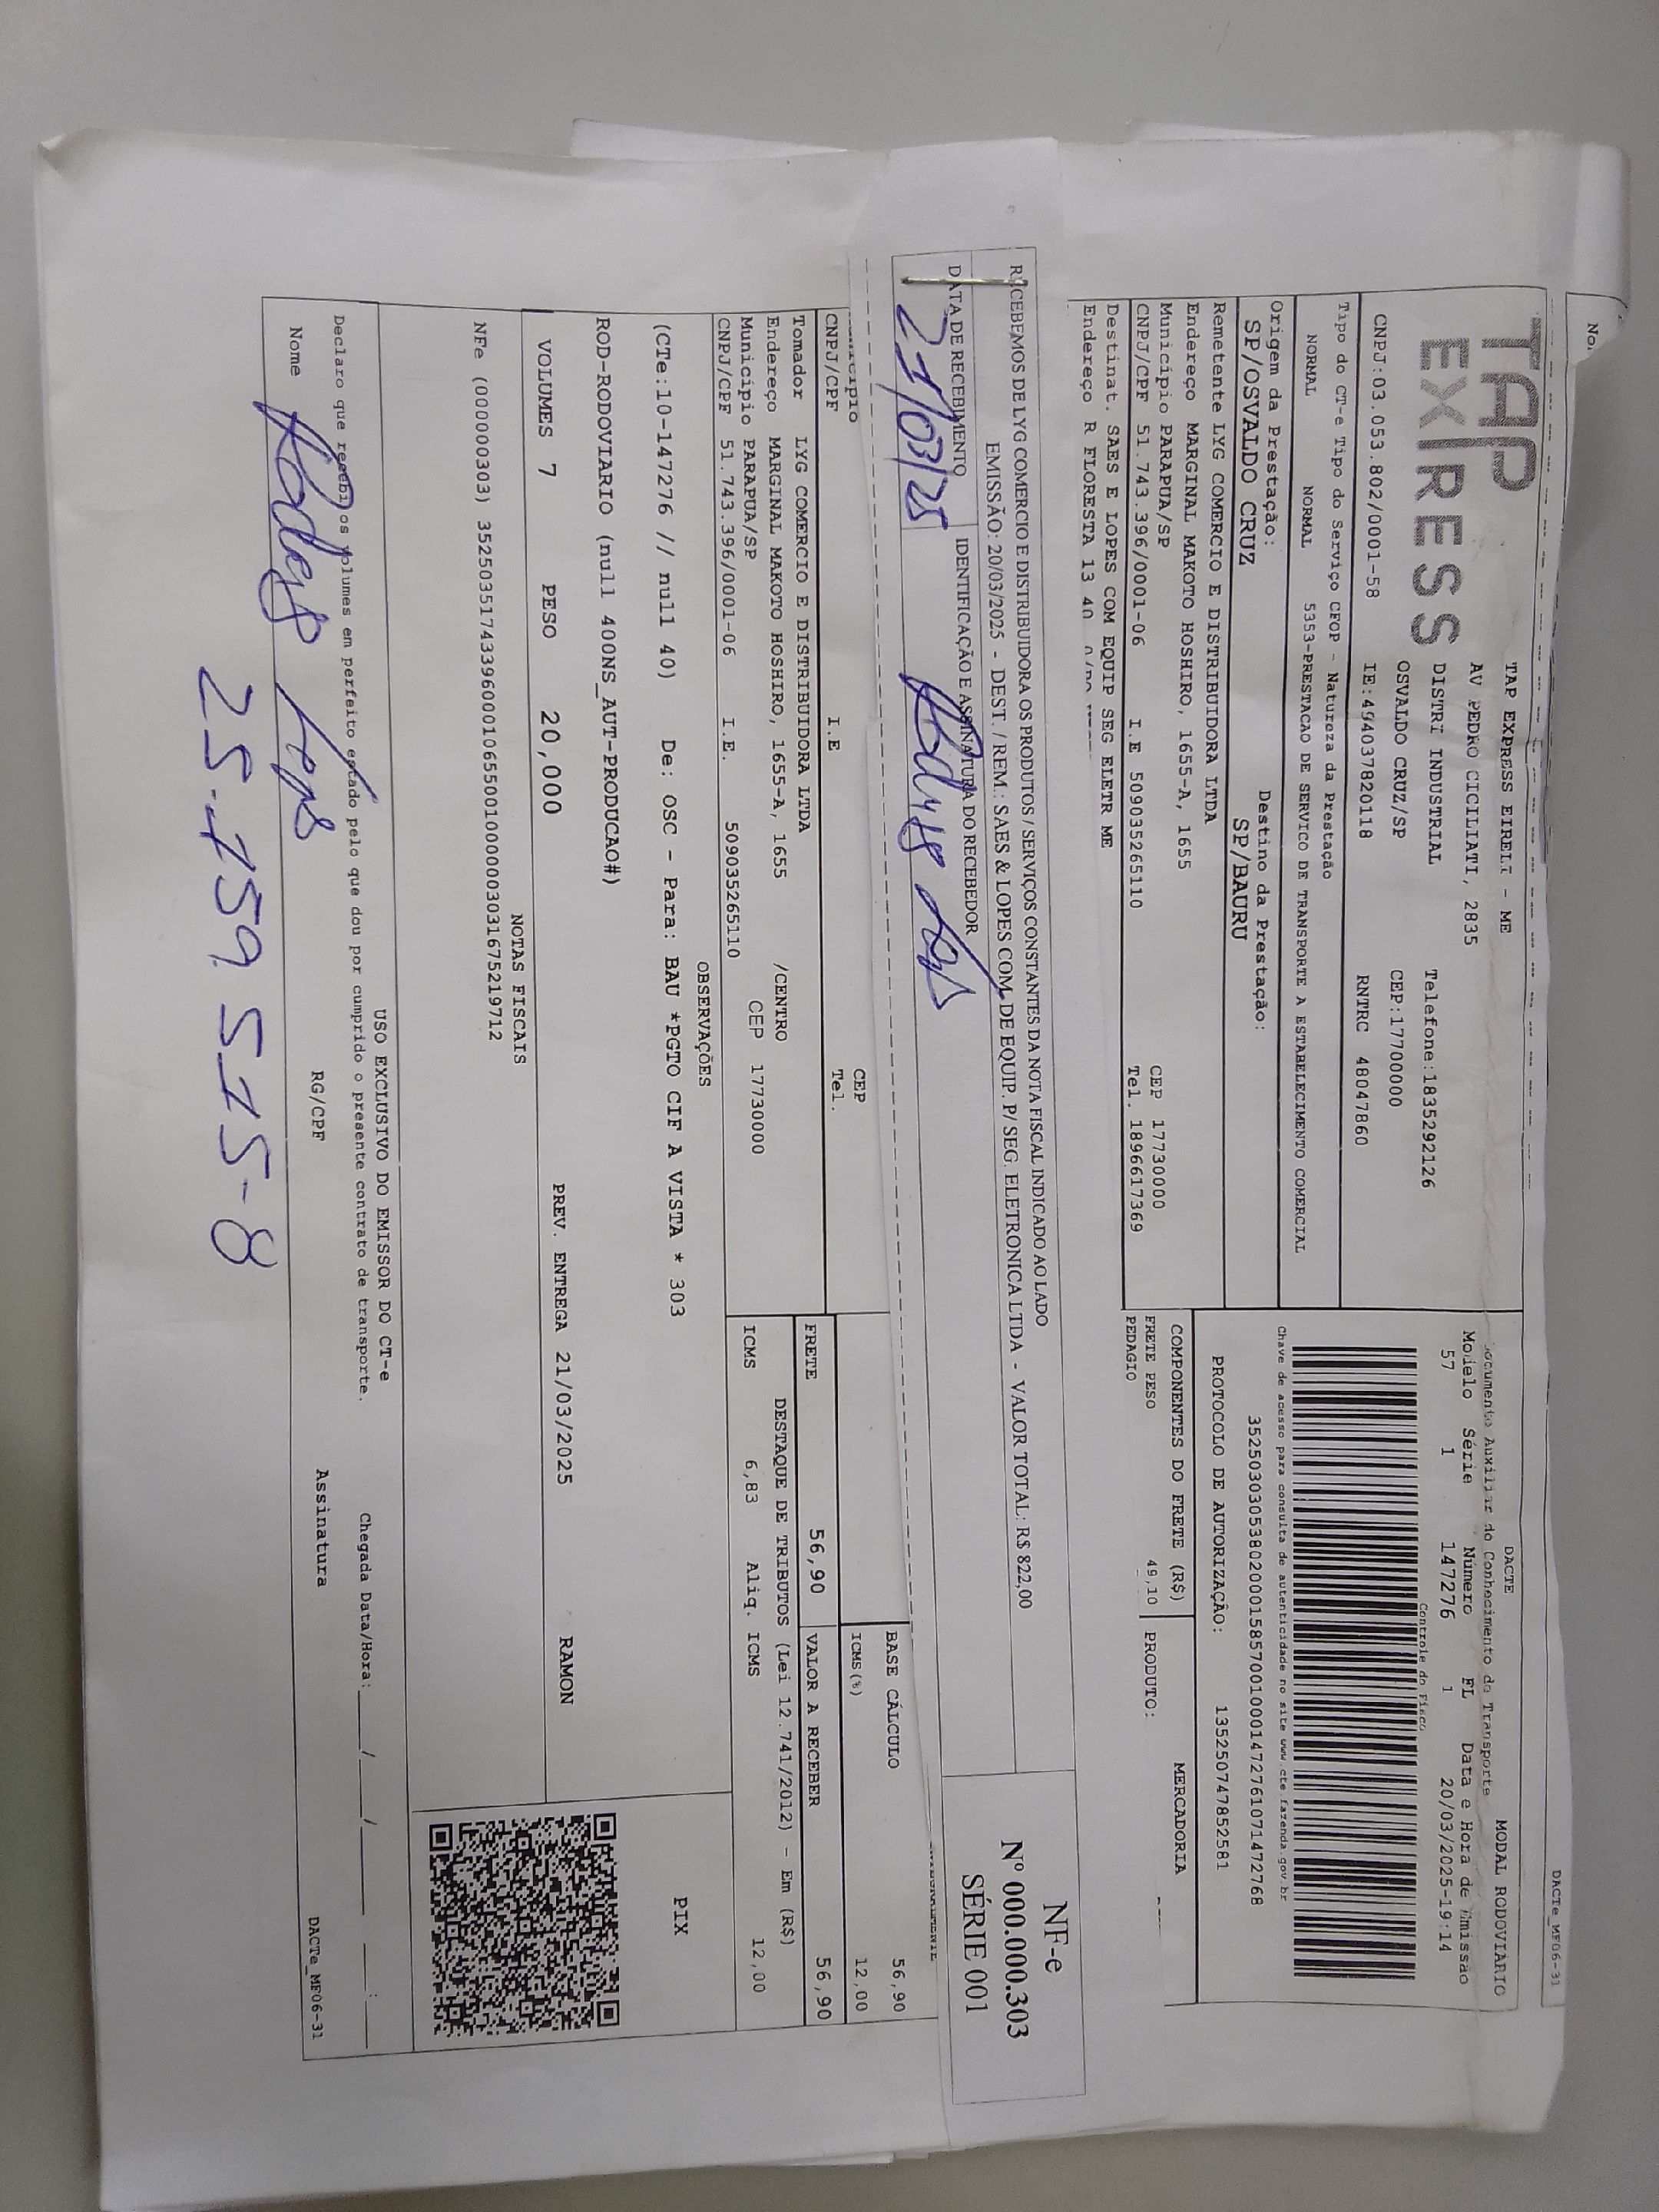 DACTe_MF06-31
TAP EXPRESS
TAP EXPRESS EIRELI - ME
AV PEDRO CICILIATI, 2835
DISTRI INDUSTRIAL Telefone:1835292126
OSVALDO CRUZ/SP CEP:17700000
CNPJ:03.053.802/0001-58 IE:494037820118 RNTRC 48047860
DACTE MODAL RODOVIÁRIO
Documento Auxiliar do Conhecimento de Transporte
Modelo Série Número FL Data e Hora de Emissão
57 1 147276 1 20/03/2025-19:14
Controle do Fisco
Tipo do CT-e Tipo do Serviço CFOP - Natureza da Prestação
NORMAL NORMAL 5353-PRESTACAO DE SERVICO DE TRANSPORTE A ESTABELECIMENTO COMERCIAL
Chave de acesso para consulta de autenticidade no site www.cte.fazenda.gov.br
35250303053802000158570010001472761071472768
Origem da Prestação: Destino da Prestação:
SP/OSVALDO CRUZ SP/BAURU
PROTOCOLO DE AUTORIZAÇÃO: 135250747852581
Remetente LYG COMERCIO E DISTRIBUIDORA LTDA
Endereço MARGINAL MAKOTO HOSHIRO, 1655-A, 1655
Município PARAPUA/SP CEP 17730000
CNPJ/CPF 51.743.396/0001-06 I.E 509035265110 Tel. 1896617369
COMPONENTES DO FRETE (R$) MERCADORIA
FRETE PESO 49,10 PRODUTO:
PEDAGIO
Destinat. SAES E LOPES COM EQUIP SEG ELETR ME
Endereço R FLORESTA 13 40
RECEBEMOS DE LYG COMERCIO E DISTRIBUIDORA OS PRODUTOS / SERVIÇOS CONSTANTES DA NOTA FISCAL INDICADO AO LADO
EMISSÃO: 20/03/2025 - DEST. / REM.: SAES & LOPES COM. DE EQUIP. P/ SEG. ELETRONICA LTDA - VALOR TOTAL: R$ 822,00
NF-e
Nº 000.000.303
SÉRIE 001
DATA DE RECEBIMENTO IDENTIFICAÇÃO E ASSINATURA DO RECEBEDOR
21/03/25
Município CEP
CNPJ/CPF I.E Tel.
BASE CÁLCULO 56,90
ICMS(%) 12,00
Tomador LYG COMERCIO E DISTRIBUIDORA LTDA
Endereço MARGINAL MAKOTO HOSHIRO, 1655-A, 1655 /CENTRO
Município PARAPUA/SP CEP 17730000
CNPJ/CPF 51.743.396/0001-06 I.E. 509035265110
FRETE 56,90 VALOR A RECEBER 56,90
DESTAQUE DE TRIBUTOS (Lei 12.741/2012) - Em (R$)
ICMS 6,83 Aliq. ICMS 12,00
OBSERVAÇÕES
(CTe:10-147276 // null 40) De: OSC - Para: BAU *PGTO CIF A VISTA * 303
PIX
ROD-RODOVIARIO (null 400NS_AUT-PRODUCAO#)
VOLUMES 7 PESO 20,000 PREV. ENTREGA 21/03/2025 RAMON
NOTAS FISCAIS
NFe (000000303) 35250351743396000106550010000003031675219712
USO EXCLUSIVO DO EMISSOR DO CT-e
Declaro que recebi os volumes em perfeito estado pelo que dou por cumprido o presente contrato de transporte.
Chegada Data/Hora:____/____/______ ____:____
Nome RG/CPF Assinatura
DACTe_MF06-31
25.759.515-8